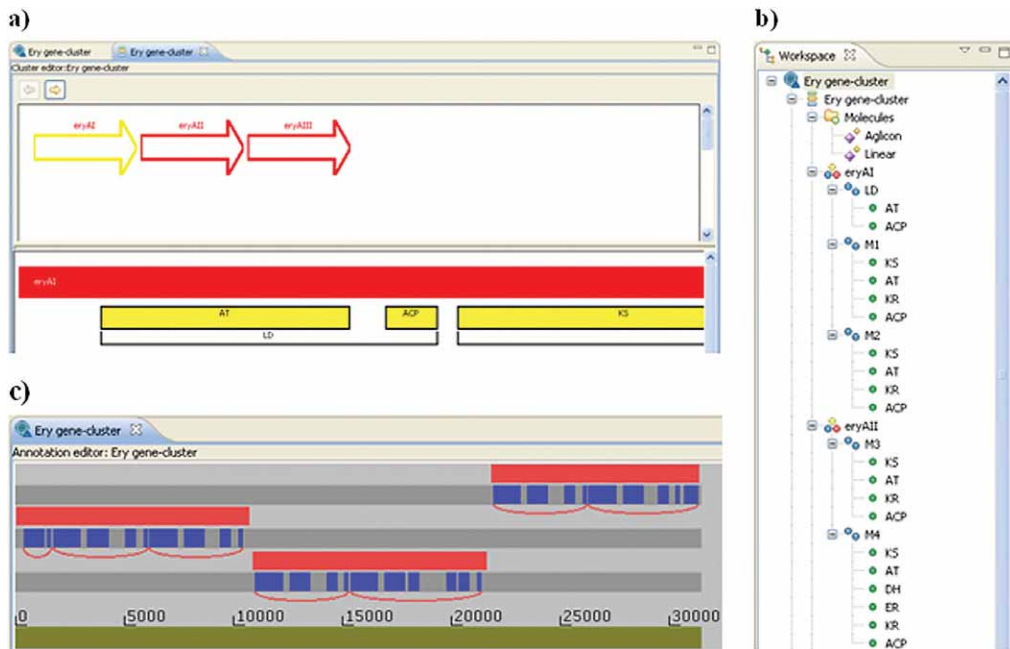 a)
Ery gene-cluster Ery gene-cluster
Cluster editor:Ery gene-cluster
eryAI eryAII eryAIII
eryAI
AT ACP KS
LD
b)
Workspace
Ery gene-cluster
Ery gene-cluster
Molecules
Aglicon
Linear
eryAI
LD
AT
ACP
M1
KS
AT
KR
ACP
M2
KS
AT
KR
ACP
eryAII
M3
KS
AT
KR
ACP
M4
KS
AT
DH
ER
KR
ACP
c)
Ery gene-cluster
Annotation editor: Ery gene-cluster
0 5000 10000 15000 20000 25000 30000